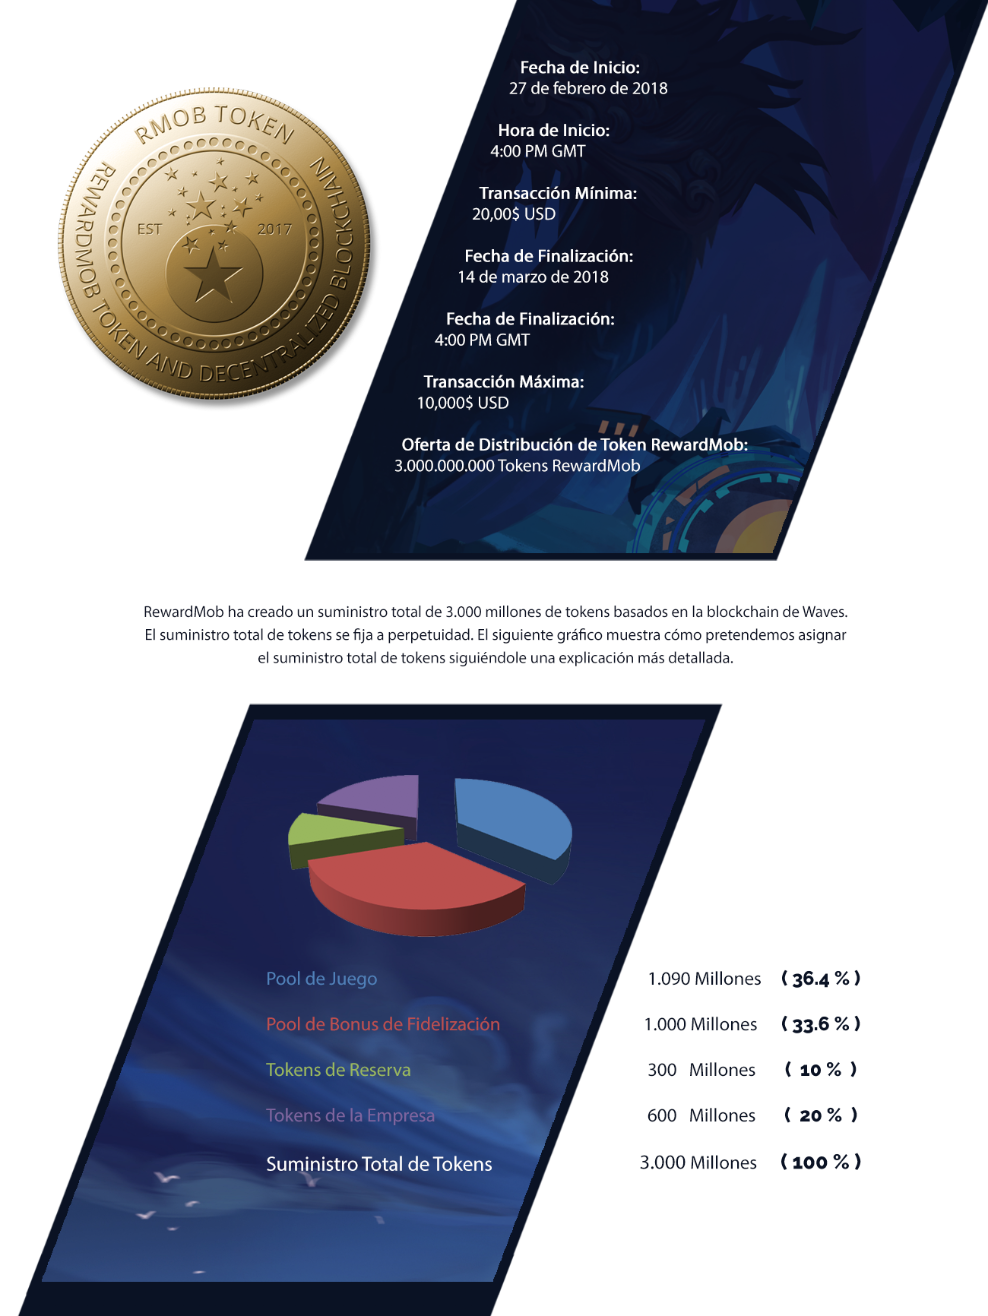 RMOB TOKEN
EST 2017
REWARDMOB TOKEN AND DECENTRALIZED BLOCKCHAIN
Fecha de Inicio:
27 de febrero de 2018
Hora de Inicio:
4:00 PM GMT
Transacción Mínima:
20,00$ USD
Fecha de Finalización:
14 de marzo de 2018
Fecha de Finalización:
4:00 PM GMT
Transacción Máxima:
10,000$ USD
Oferta de Distribución de Token RewardMob:
3.000.000.000 Tokens RewardMob
RewardMob ha creado un suministro total de 3.000 millones de tokens basados en la blockchain de Waves.
El suministro total de tokens se fija a perpetuidad. El siguiente gráfico muestra cómo pretendemos asignar
el suministro total de tokens siguiéndole una explicación más detallada.
Pool de Juego 1.090 Millones ( 36.4 % )
Pool de Bonus de Fidelización 1.000 Millones ( 33.6 % )
Tokens de Reserva 300 Millones ( 10 % )
Tokens de la Empresa 600 Millones ( 20 % )
Suministro Total de Tokens 3.000 Millones ( 100 % )